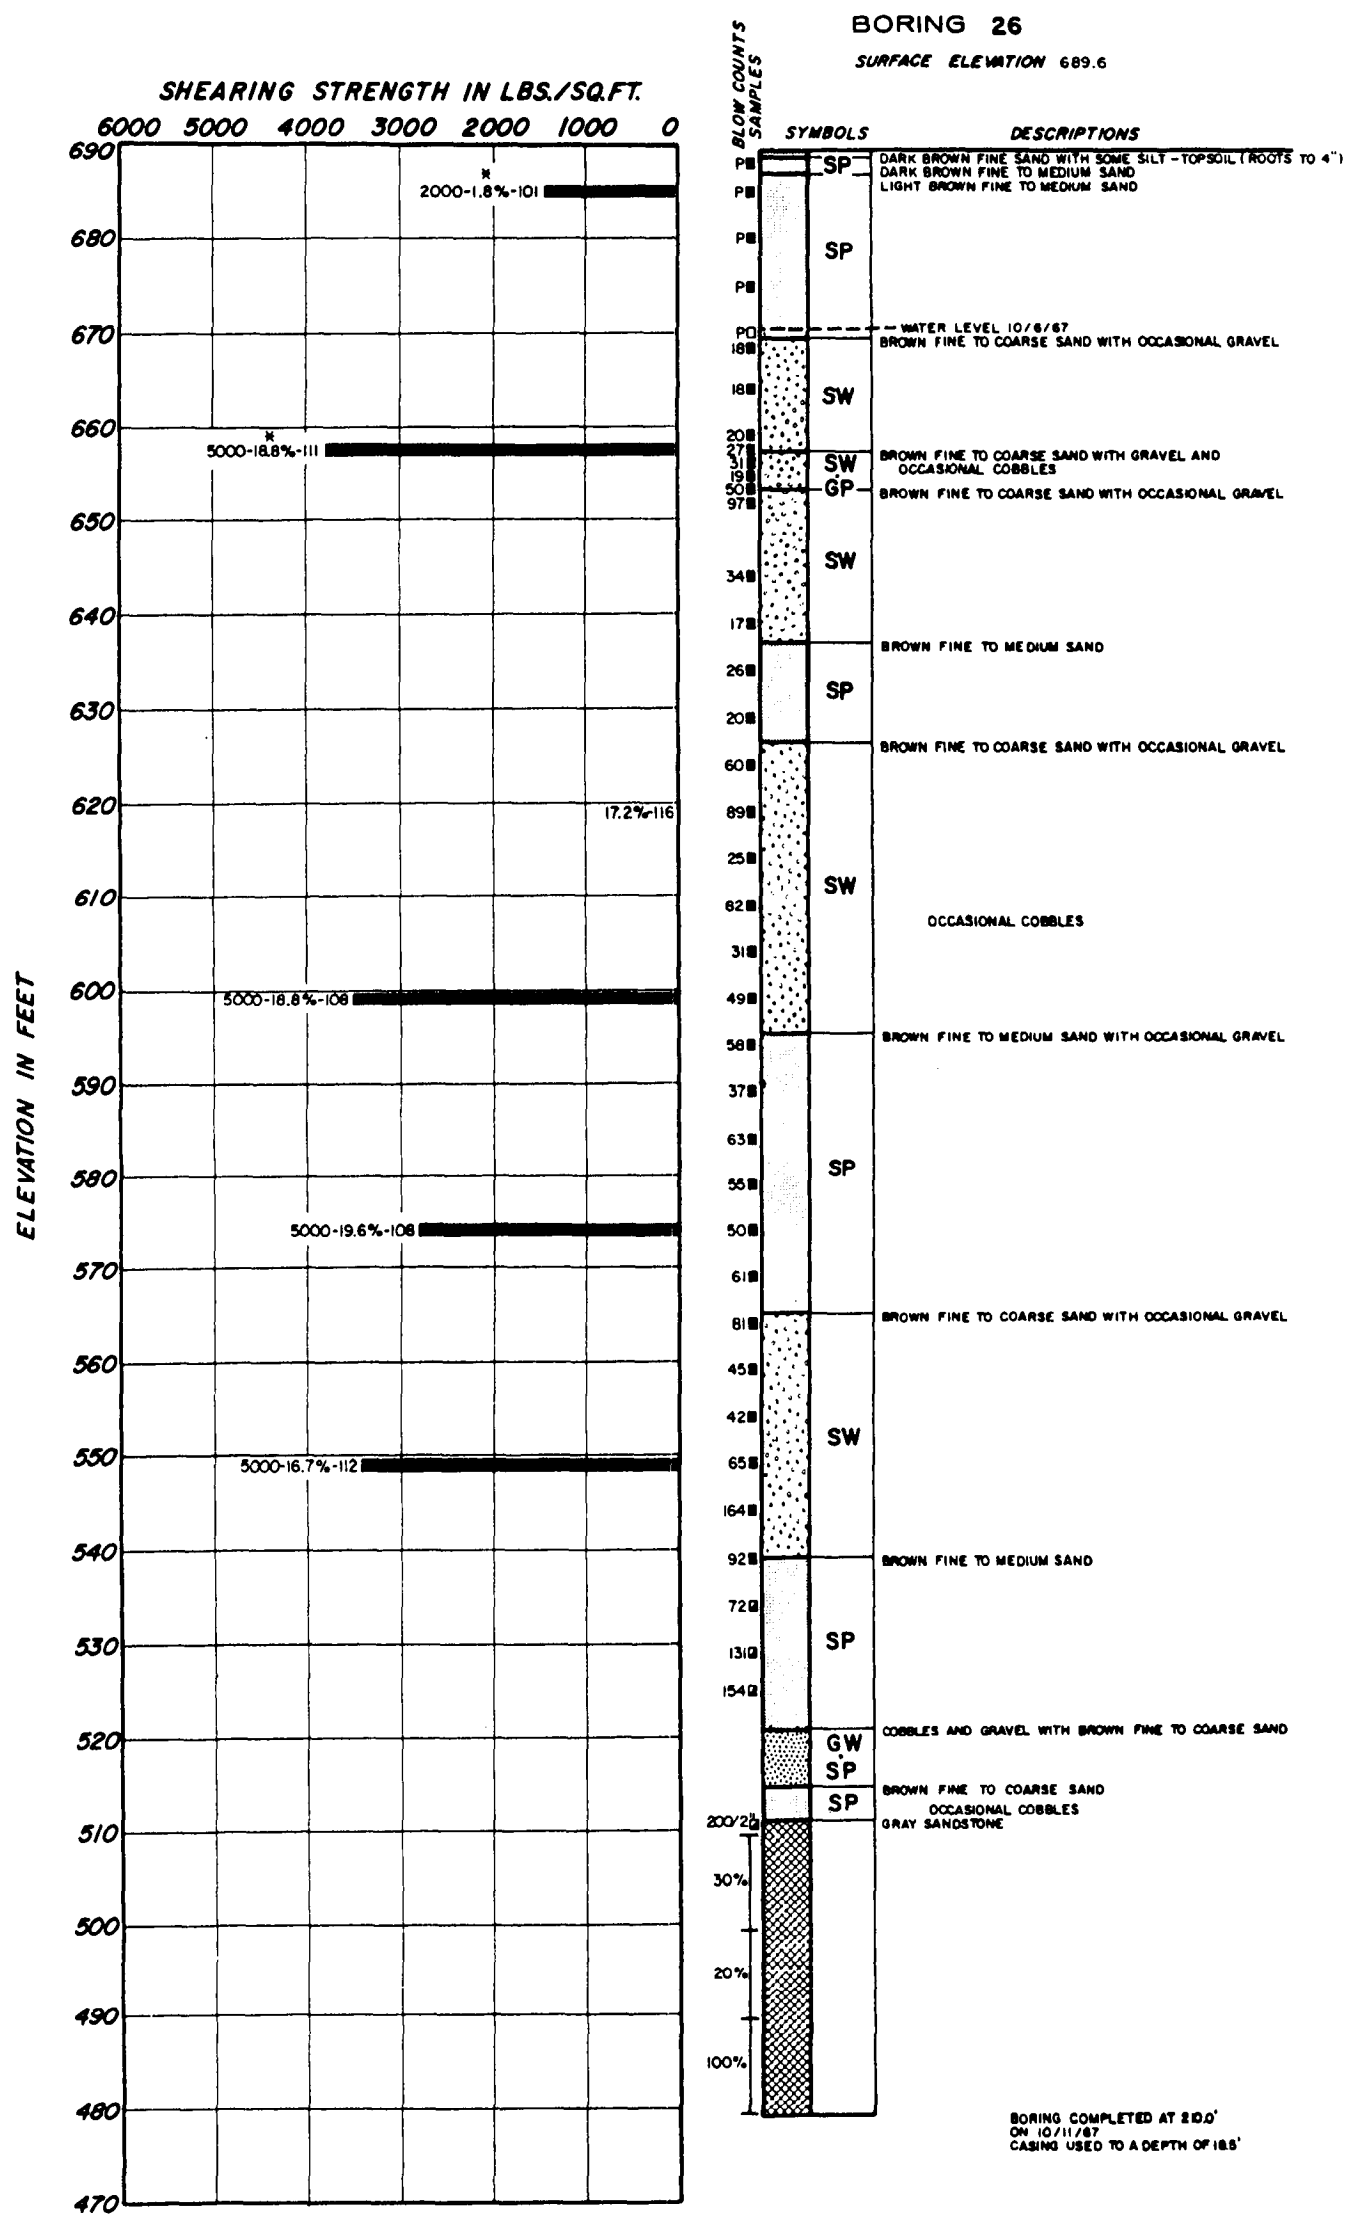 BORING 26
SURFACE ELEVATION 689.6
SHEARING STRENGTH IN LBS./SQ.FT.
6000 5000 4000 3000 2000 1000 0
BLOW COUNTS
SAMPLES
SYMBOLS
DESCRIPTIONS
ELEVATION IN FEET
690
680
670
660
650
640
630
620
610
600
590
580
570
560
550
540
530
520
510
500
490
480
470
*
2000-1.8%-101
*
5000-18.8%-111
17.2%-116
5000-18.8%-108
5000-19.6%-108
5000-16.7%-112
P
P
P
P
P
18
18
20
27
31
19
50
97
34
17
26
20
60
89
25
62
31
49
58
37
63
55
50
61
81
45
42
65
164
92
72
131
154
200/2"
30%
20%
100%
SP
SP
SW
SW
GP
SW
SP
SW
SP
SW
SP
GW
SP
SP
DARK BROWN FINE SAND WITH SOME SILT - TOPSOIL (ROOTS TO 4")
DARK BROWN FINE TO MEDIUM SAND
LIGHT BROWN FINE TO MEDIUM SAND
WATER LEVEL 10/6/67
BROWN FINE TO COARSE SAND WITH OCCASIONAL GRAVEL
BROWN FINE TO COARSE SAND WITH GRAVEL AND
OCCASIONAL COBBLES
BROWN FINE TO COARSE SAND WITH OCCASIONAL GRAVEL
BROWN FINE TO MEDIUM SAND
BROWN FINE TO COARSE SAND WITH OCCASIONAL GRAVEL
OCCASIONAL COBBLES
BROWN FINE TO MEDIUM SAND WITH OCCASIONAL GRAVEL
BROWN FINE TO COARSE SAND WITH OCCASIONAL GRAVEL
BROWN FINE TO MEDIUM SAND
COBBLES AND GRAVEL WITH BROWN FINE TO COARSE SAND
BROWN FINE TO COARSE SAND
OCCASIONAL COBBLES
GRAY SANDSTONE
BORING COMPLETED AT 210.0'
ON 10/11/67
CASING USED TO A DEPTH OF